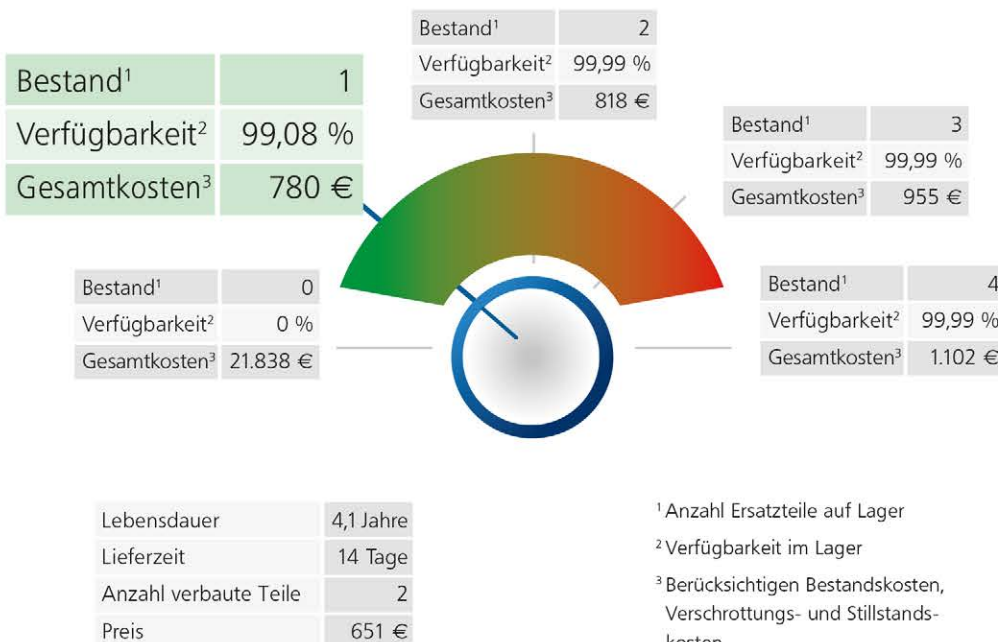 Bestand¹ 2
Verfügbarkeit² 99,99 %
Gesamtkosten³ 818 €
Bestand¹ 1
Verfügbarkeit² 99,08 %
Gesamtkosten³ 780 €
Bestand¹ 3
Verfügbarkeit² 99,99 %
Gesamtkosten³ 955 €
Bestand¹ 0
Verfügbarkeit² 0 %
Gesamtkosten³ 21.838 €
Bestand¹ 4
Verfügbarkeit² 99,99 %
Gesamtkosten³ 1.102 €
Lebensdauer 4,1 Jahre
Lieferzeit 14 Tage
Anzahl verbaute Teile 2
Preis 651 €
¹ Anzahl Ersatzteile auf Lager
² Verfügbarkeit im Lager
³ Berücksichtigen Bestandskosten,
Verschrottungs- und Stillstands-
kosten